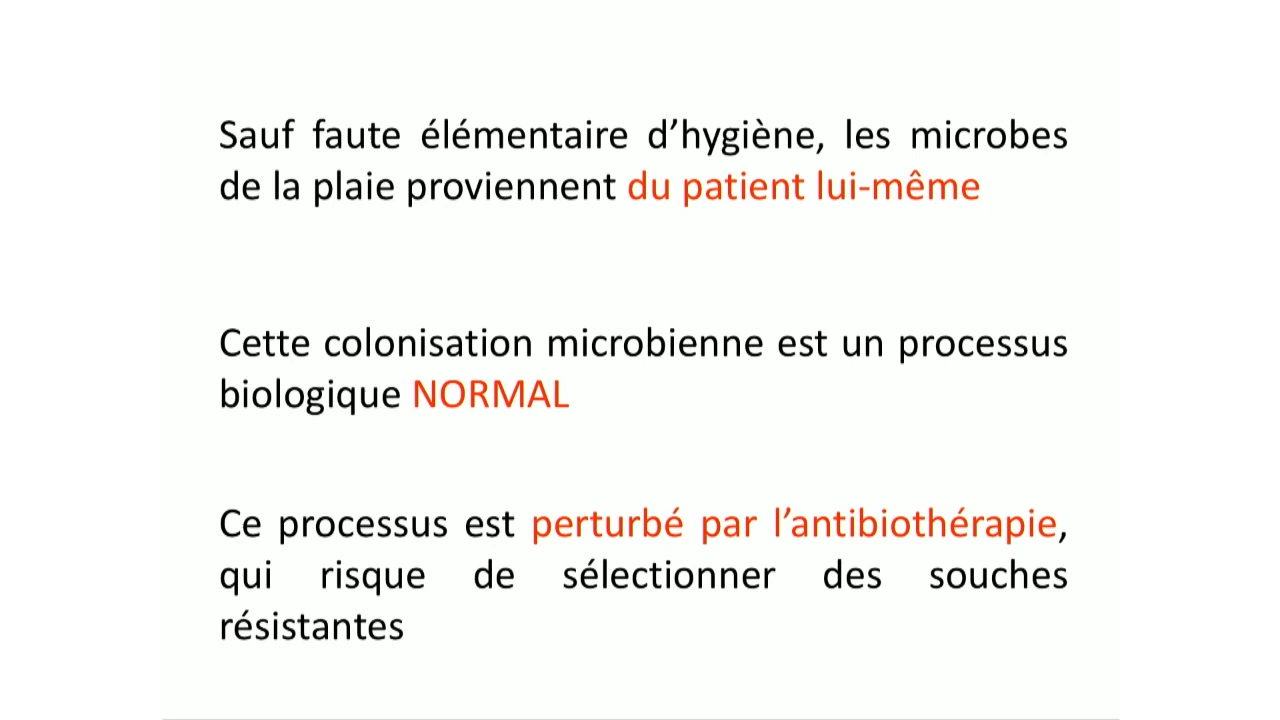 Sauf faute élémentaire d’hygiène, les microbes
de la plaie proviennent du patient lui-même
Cette colonisation microbienne est un processus
biologique NORMAL
Ce processus est perturbé par l’antibiothérapie,
qui risque de sélectionner des souches
résistantes